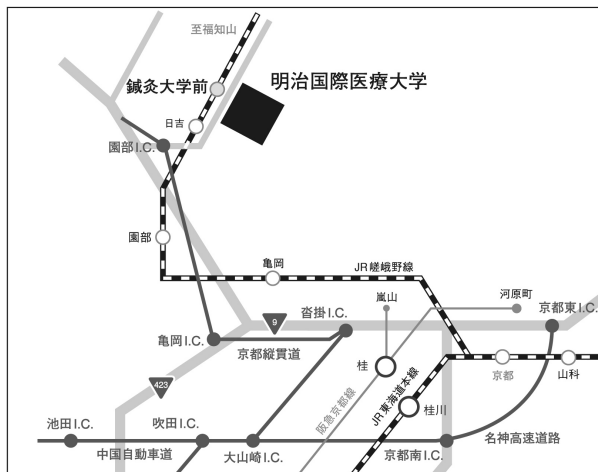 至福知山
鍼灸大学前
明治国際医療大学
日吉
園部I.C.
園部
亀岡
JR嵯峨野線
嵐山
河原町
沓掛I.C.
京都東I.C.
9
亀岡I.C.
京都縦貫道
桂
京都
山科
423
阪急京都線
JR東海道本線
桂川
池田I.C.
吹田I.C.
中国自動車道
大山崎I.C.
京都南I.C.
名神高速道路